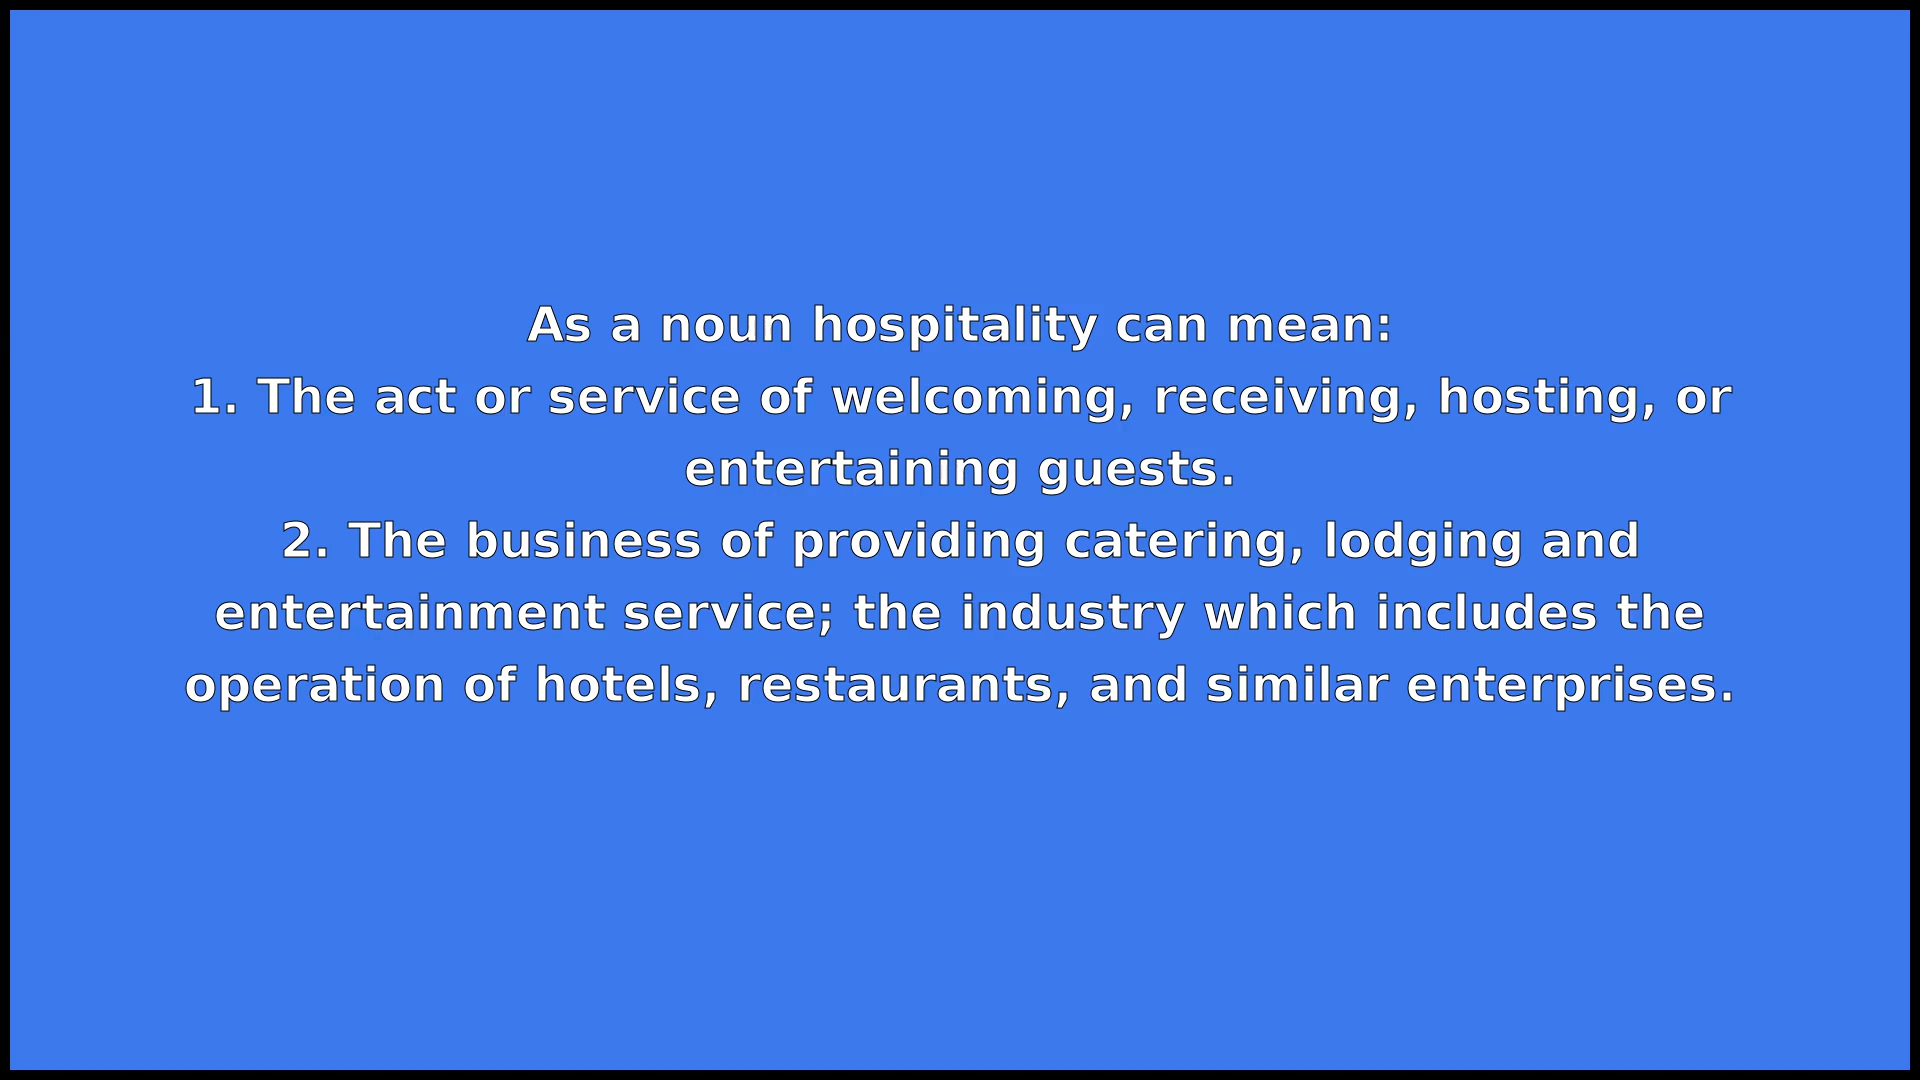 As a noun hospitality can mean:
1. The act or service of welcoming, receiving, hosting, or
entertaining guests.
2. The business of providing catering, lodging and
entertainment service; the industry which includes the
operation of hotels, restaurants, and similar enterprises.